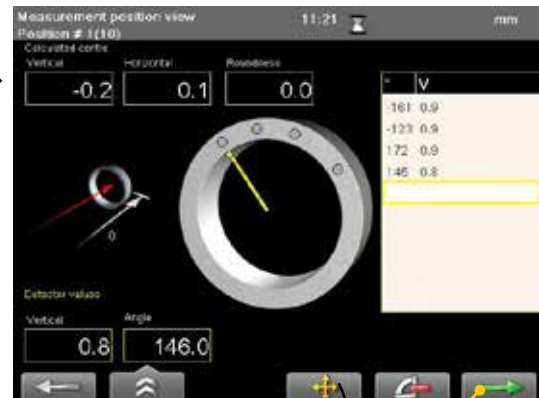 Measurement position view 11:21 mm
Position # 1(10)
Calculated centre
Vertical Horizontal Roundness
-0.2 0.1 0.0
° V
-161 0.9
-123 0.9
172 0.9
146 0.8
0
Detector values
Vertical Angle
0.8 146.0